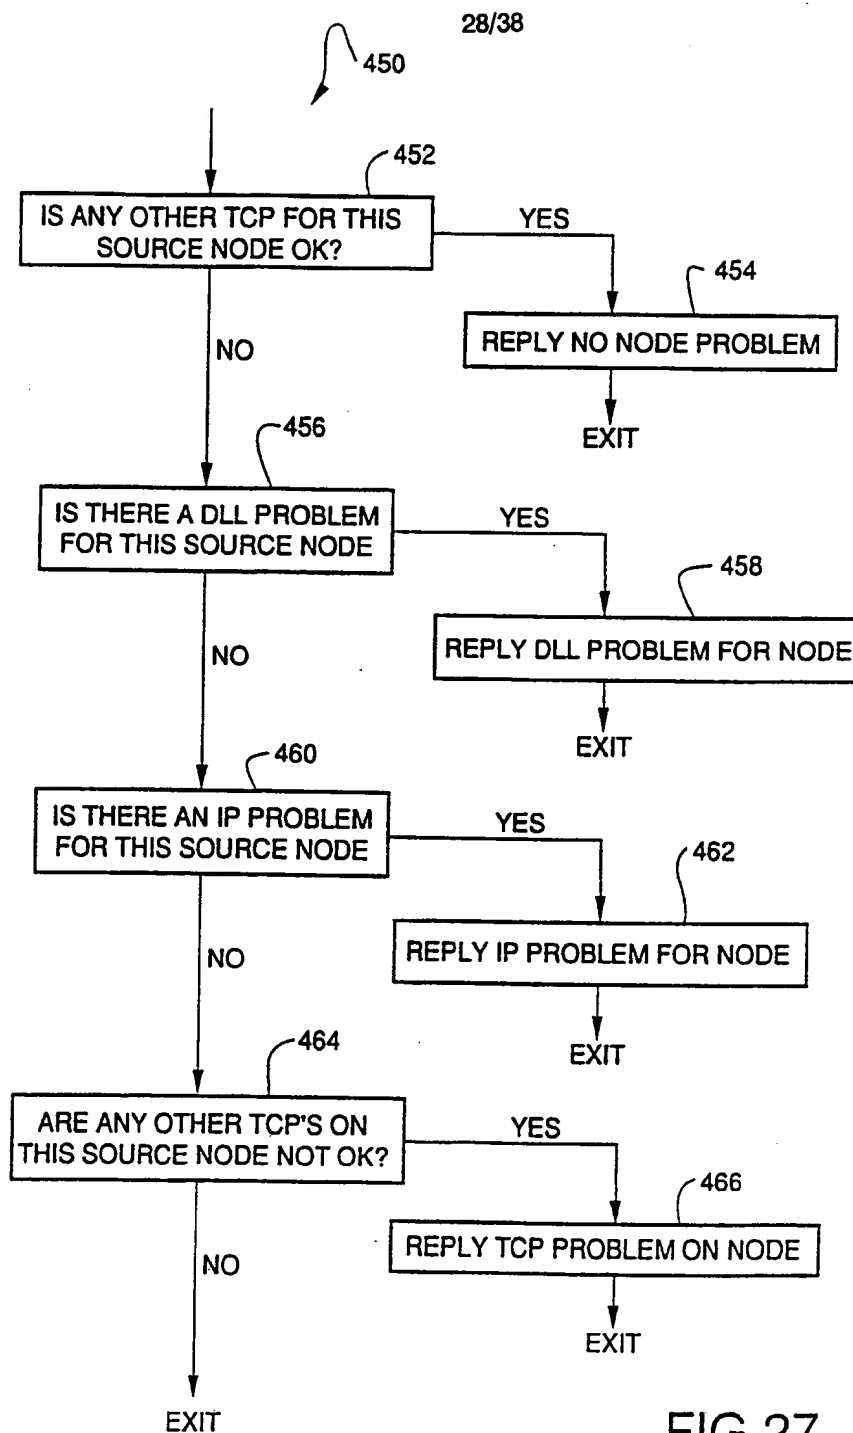 28/38
450
452
IS ANY OTHER TCP FOR THIS
SOURCE NODE OK?
YES
454
REPLY NO NODE PROBLEM
NO
EXIT
456
IS THERE A DLL PROBLEM
FOR THIS SOURCE NODE
YES
458
REPLY DLL PROBLEM FOR NODE
NO
EXIT
460
IS THERE AN IP PROBLEM
FOR THIS SOURCE NODE
YES
462
REPLY IP PROBLEM FOR NODE
NO
EXIT
464
ARE ANY OTHER TCP'S ON
THIS SOURCE NODE NOT OK?
YES
466
REPLY TCP PROBLEM ON NODE
NO
EXIT
EXIT
FIG. 27